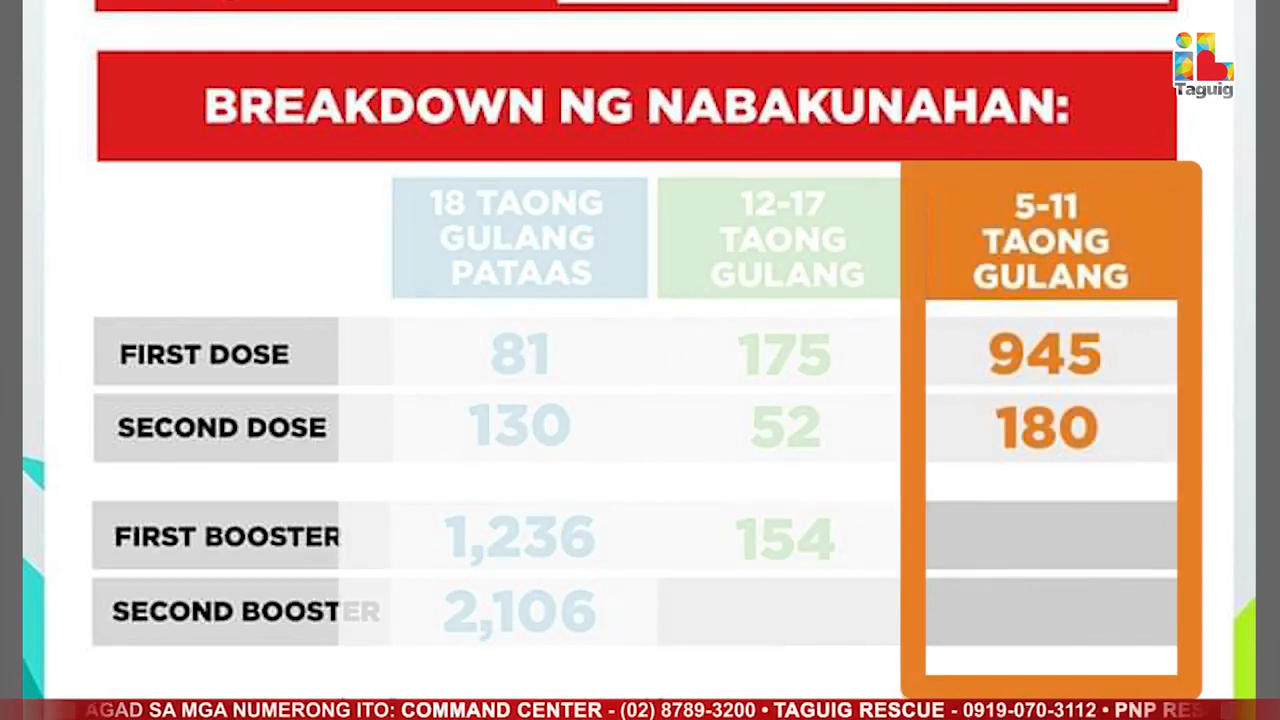 iL
Taguig
BREAKDOWN NG NABAKUNAHAN:
18 TAONG
GULANG
PATAAS
12-17
TAONG
GULANG
5-11
TAONG
GULANG
FIRST DOSE 81 175 945
SECOND DOSE 130 52 180
FIRST BOOSTER 1,236 154
SECOND BOOSTER 2,106
AGAD SA MGA NUMERONG ITO: COMMAND CENTER - (02) 8789-3200 • TAGUIG RESCUE - 0919-070-3112 • PNP